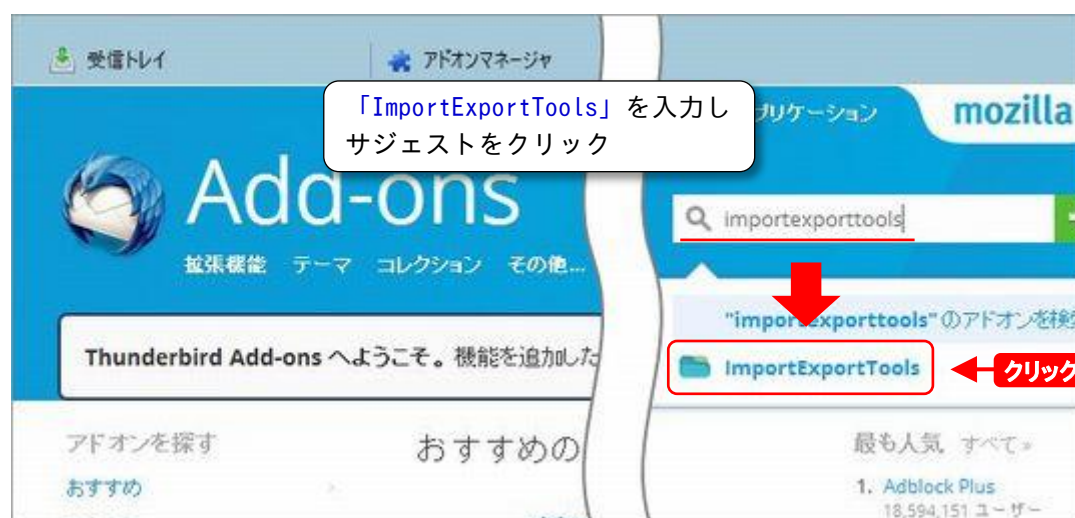 受信トレイ
アドオンマネージャ
「ImportExportTools」を入力し
サジェストをクリック
プリケーション
mozilla
Add-ons
拡張機能 テーマ コレクション その他...
importexporttools
"importexporttools"のアドオンを検
ImportExportTools
クリック
Thunderbird Add-ons へようこそ。機能を追加した
アドオンを探す
おすすめ
おすすめの
最も人気 すべて»
1. Adblock Plus
18,594,151 ユーザー